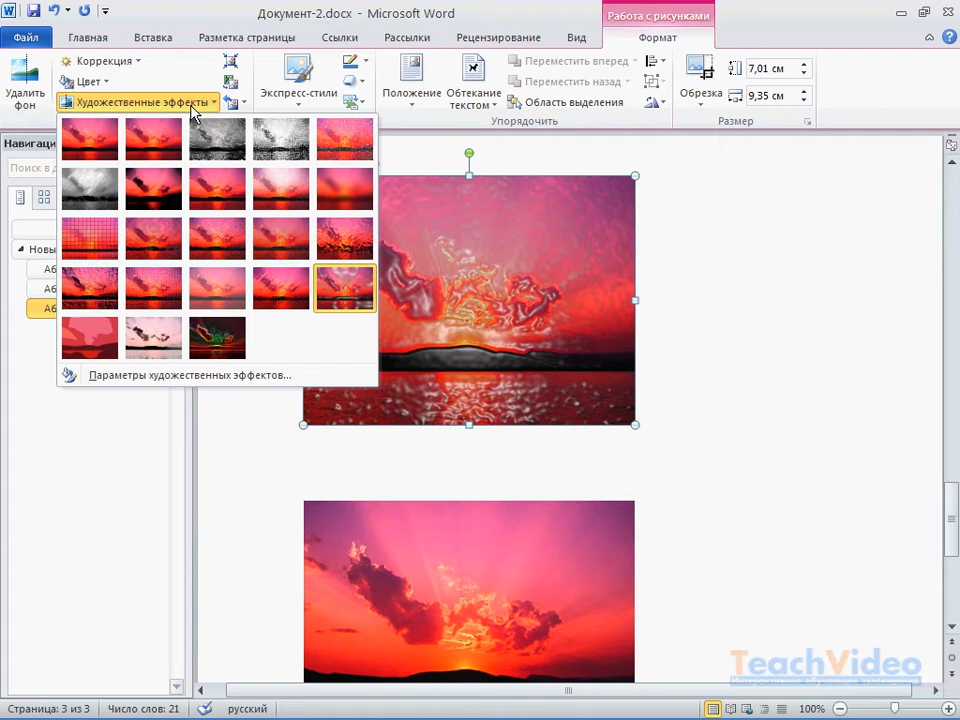 Документ-2.docx - Microsoft Word
Работа с рисунками
Файл
Главная
Вставка
Разметка страницы
Ссылки
Рассылки
Рецензирование
Вид
Формат
Удалить фон
Коррекция
Цвет
Художественные эффекты
Экспресс-стили
Положение
Обтекание текстом
Переместить вперед
Переместить назад
Область выделения
Упорядочить
Обрезка
7,01 см
9,35 см
Размер
Навигаци
Поиск в д
Новы
Аб
Аб
Аб
Параметры художественных эффектов...
TeachVideo
Страница: 3 из 3
Число слов: 21
русский
100%